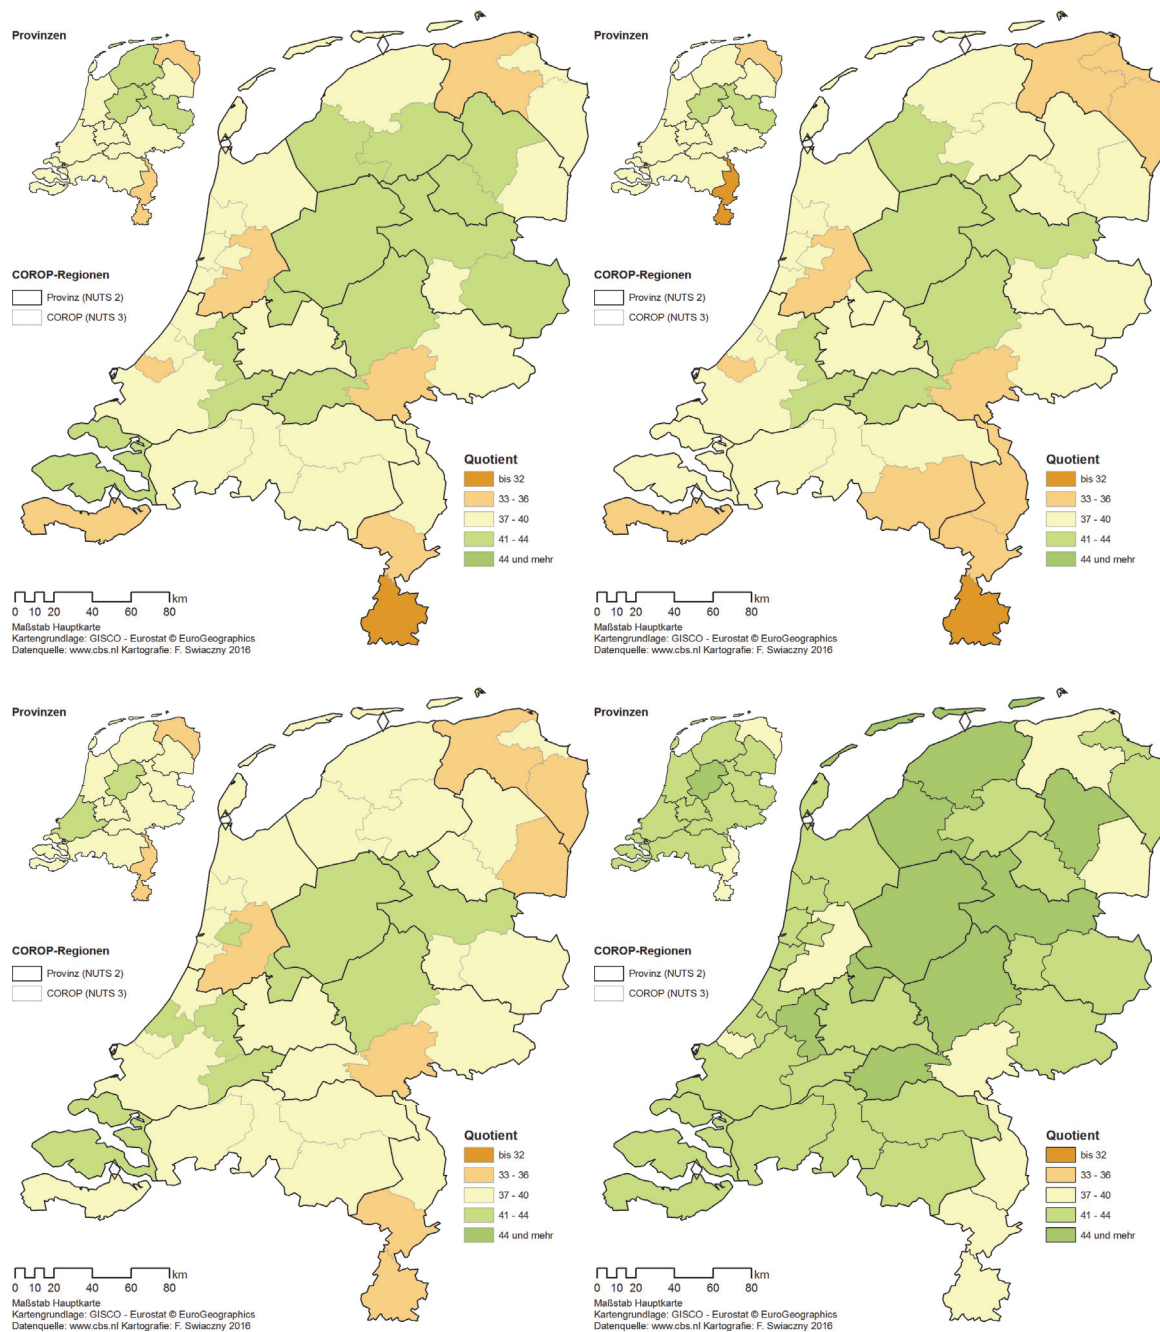 Provinzen
COROP-Regionen
Provinz (NUTS 2)
COROP (NUTS 3)
Quotient
bis 32
33 - 36
37 - 40
41 - 44
44 und mehr
km
0 10 20 40 60 80
Maßstab Hauptkarte
Kartengrundlage: GISCO - Eurostat © EuroGeographics
Datenquelle: www.cbs.nl Kartografie: F. Swiaczny 2016
Provinzen
COROP-Regionen
Provinz (NUTS 2)
COROP (NUTS 3)
Quotient
bis 32
33 - 36
37 - 40
41 - 44
44 und mehr
km
0 10 20 40 60 80
Maßstab Hauptkarte
Kartengrundlage: GISCO - Eurostat © EuroGeographics
Datenquelle: www.cbs.nl Kartografie: F. Swiaczny 2016
Provinzen
COROP-Regionen
Provinz (NUTS 2)
COROP (NUTS 3)
Quotient
bis 32
33 - 36
37 - 40
41 - 44
44 und mehr
km
0 10 20 40 60 80
Maßstab Hauptkarte
Kartengrundlage: GISCO - Eurostat © EuroGeographics
Datenquelle: www.cbs.nl Kartografie: F. Swiaczny 2016
Provinzen
COROP-Regionen
Provinz (NUTS 2)
COROP (NUTS 3)
Quotient
bis 32
33 - 36
37 - 40
41 - 44
44 und mehr
km
0 10 20 40 60 80
Maßstab Hauptkarte
Kartengrundlage: GISCO - Eurostat © EuroGeographics
Datenquelle: www.cbs.nl Kartografie: F. Swiaczny 2016